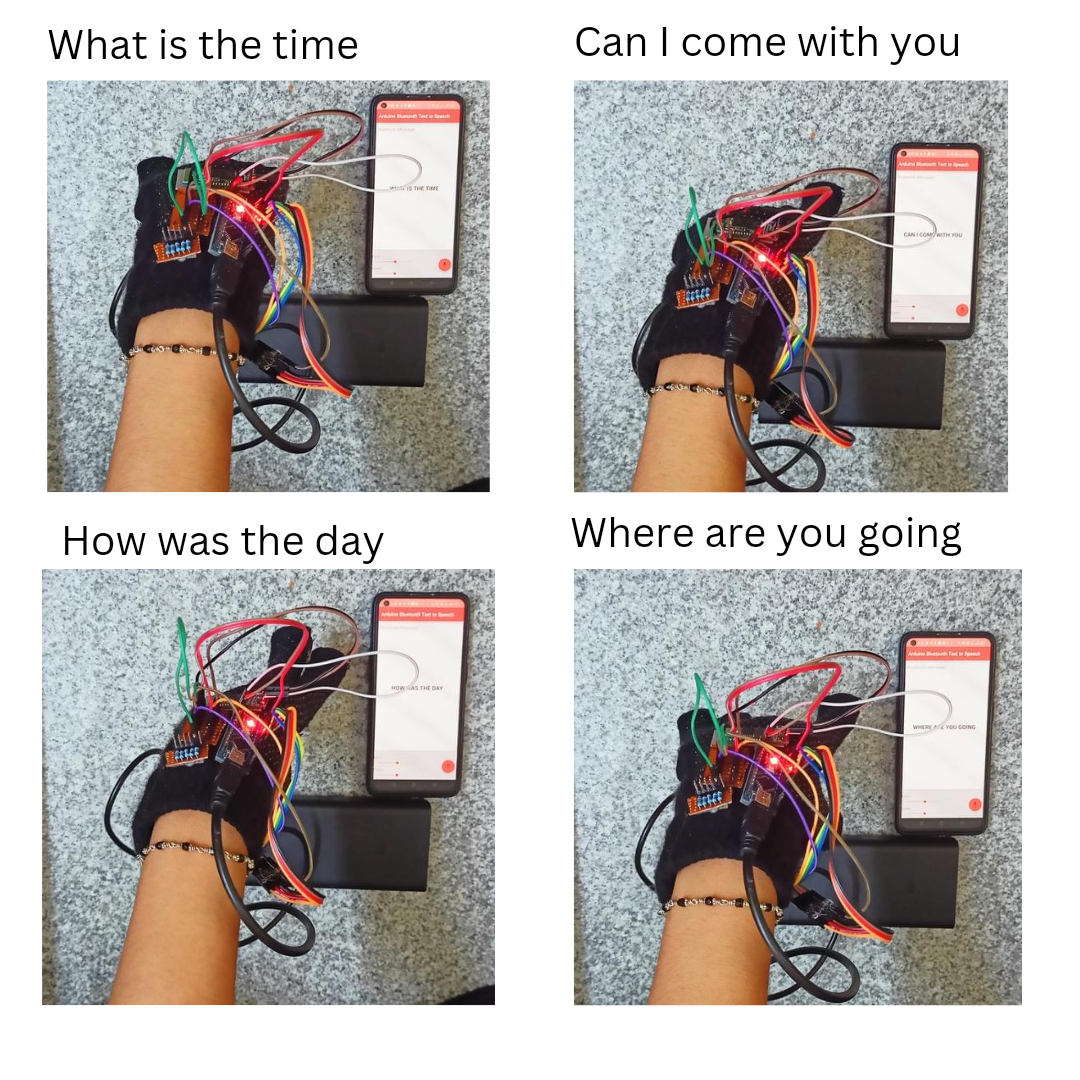 What is the time
Can I come with you
Arduino Bluetooth Text to Speech
WHAT IS THE TIME
Arduino Bluetooth Text to Speech
CAN I COME WITH YOU
How was the day
Where are you going
Arduino Bluetooth Text to Speech
HOW WAS THE DAY
Arduino Bluetooth Text to Speech
WHERE ARE YOU GOING